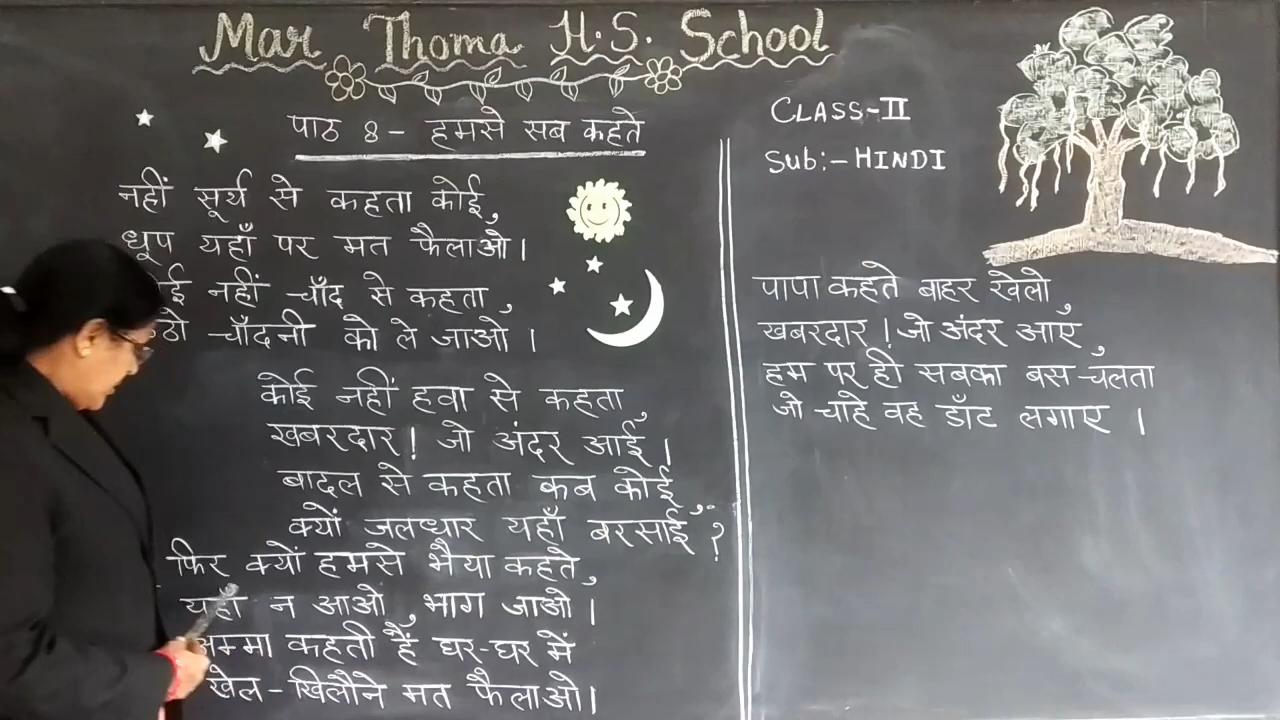 Mar Thoma H.S. School
पाठ 8 - हमसे सब कहते
नहीं सूर्य से कहता कोई,
धूप यहाँ पर मत फैलाओ।
नहीं चाँद से कहता,
चाँदनी को ले जाओ।
कोई नहीं हवा से कहता,
खबरदार! जो अंदर आई।
बादल से कहता कब कोई,
क्यों जलधार यहाँ बरसाई?
फिर क्यों हमसे भैया कहते,
यहाँ न आओ, भाग जाओ।
अम्मा कहती हैं घर-घर में
खेल-खिलौने मत फैलाओ।
CLASS-II
Sub:- HINDI
पापा कहते बाहर खेलो,
खबरदार! जो अंदर आए,
हम पर ही सबका बस चलता
जो चाहे वह डाँट लगाए।